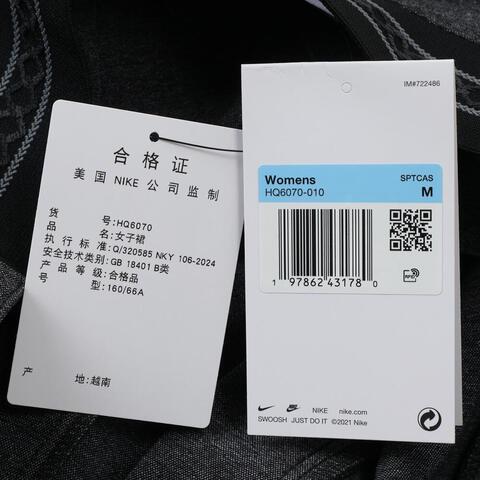 合格证
美国 NIKE 公司监制
货 号:HQ6070
品 名:女子裙
执行标准:Q/320585 NKY 106-2024
安全技术类别:GB 18401 B类
产品等级:合格品
号 型:160/66A
产 地:越南
IM#722486
Womens SPTCAS
HQ6070-010 M
1 97862 43178 0
RFID
NIKE nike.com
SWOOSH JUST DO IT ©2021 Nike